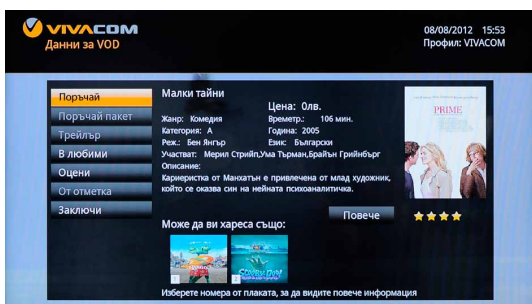 VIVACOM
Данни за VOD
08/08/2012 15:53
Профил: VIVACOM
Поръчай
Поръчай пакет
Трейлър
В любими
Оцени
От отметка
Заключи
Малки тайни
Цена: 0лв.
Жанр: Комедия
Времетр.: 106 мин.
Категория: А
Година: 2005
Реж.: Бен Янгър
Език: Български
Участват: Мерил Стрийп,Ума Търман,Брайън Грийнбърг
Описание:
Кариеристка от Манхатън е привлечена от млад художник,
който се оказва син на нейната психоаналитичка.
PRIME
Повече
Може да ви хареса също:
1
2
Изберете номера от плаката, за да видите повече информация